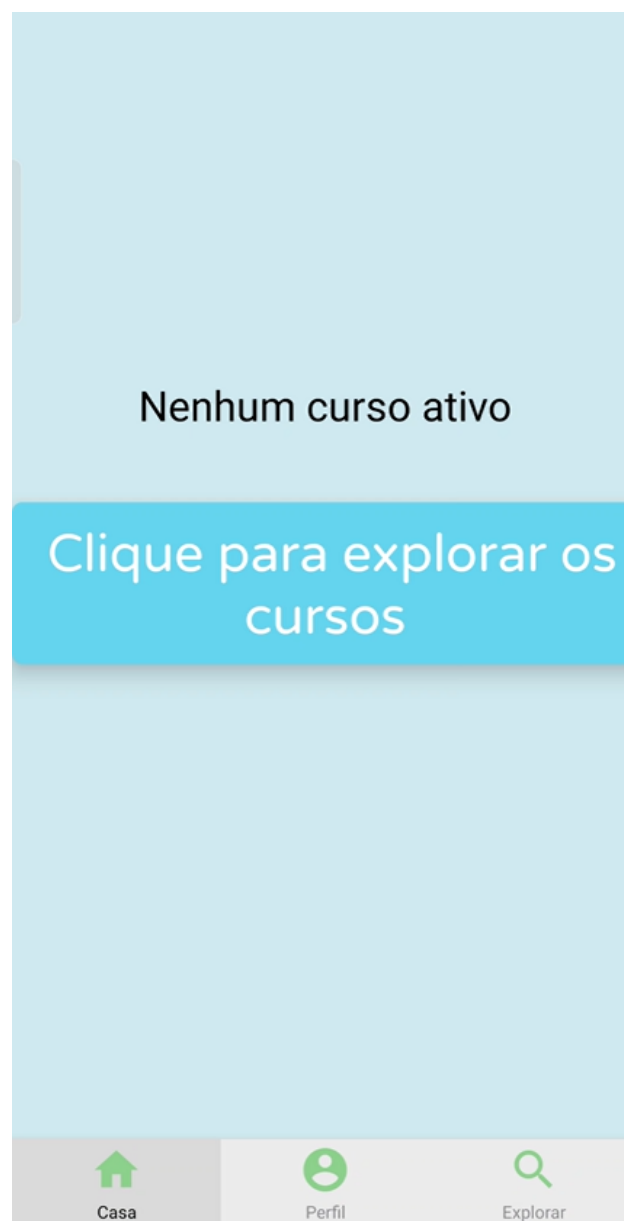 Nenhum curso ativo
Clique para explorar os
cursos
Casa
Perfil
Explorar